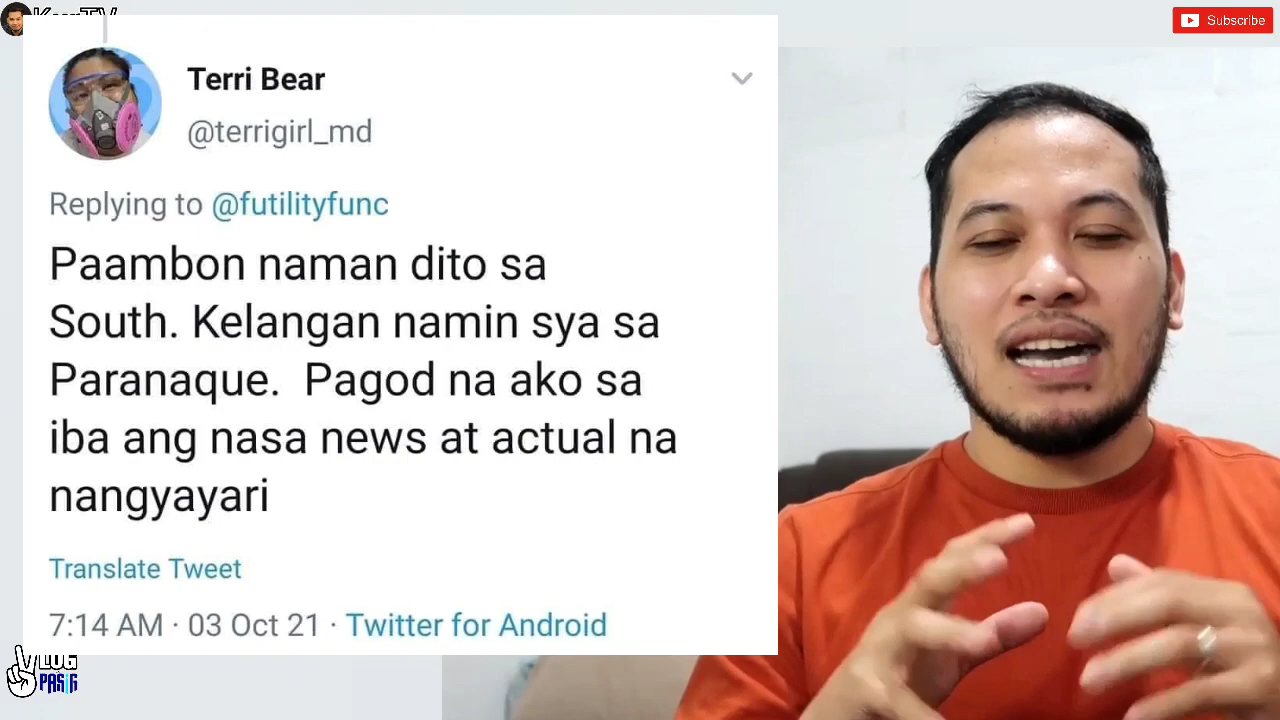 Subscribe
Terri Bear
@terrigirl_md
Replying to @futilityfunc
Paambon naman dito sa
South. Kelangan namin sya sa
Paranaque.  Pagod na ako sa
iba ang nasa news at actual na
nangyayari
Translate Tweet
7:14 AM · 03 Oct 21 · Twitter for Android
VLOG
PASIG